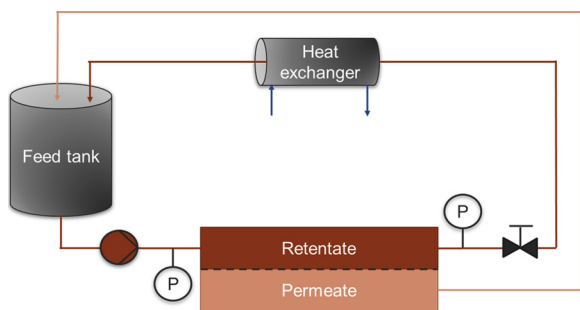 Heat
exchanger
Feed tank
P
Retentate
P
Permeate